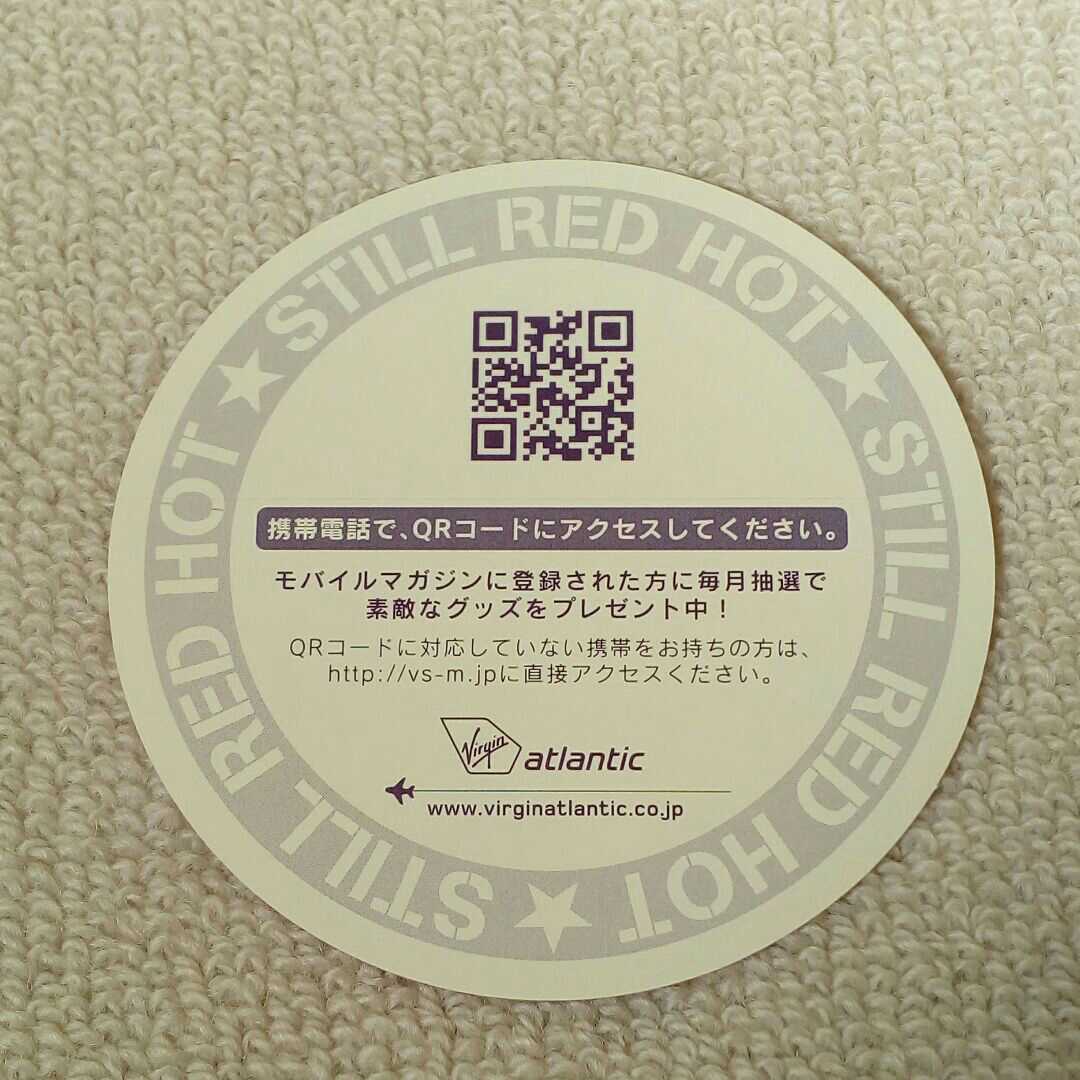 STILL RED HOT ★ STILL RED HOT ★ STILL RED HOT ★
携帯電話で、QRコードにアクセスしてください。
モバイルマガジンに登録された方に毎月抽選で
素敵なグッズをプレゼント中！
QRコードに対応していない携帯をお持ちの方は、
http://vs-m.jpに直接アクセスください。
Virgin atlantic
www.virginatlantic.co.jp